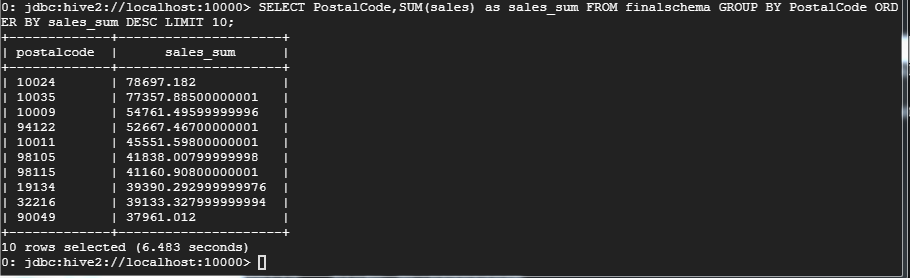 0: jdbc:hive2://localhost:10000> SELECT PostalCode,SUM(sales) as sales_sum FROM finalschema GROUP BY PostalCode ORD
ER BY sales_sum DESC LIMIT 10;
+-------------+---------------------+
| postalcode  |      sales_sum      |
+-------------+---------------------+
| 10024       | 78697.182           |
| 10035       | 77357.88500000001   |
| 10009       | 54761.49599999996   |
| 94122       | 52667.46700000001   |
| 10011       | 45551.59800000001   |
| 98105       | 41838.00799999998   |
| 98115       | 41160.90800000001   |
| 19134       | 39390.292999999976  |
| 32216       | 39133.327999999994  |
| 90049       | 37961.012           |
+-------------+---------------------+
10 rows selected (6.483 seconds)
0: jdbc:hive2://localhost:10000>